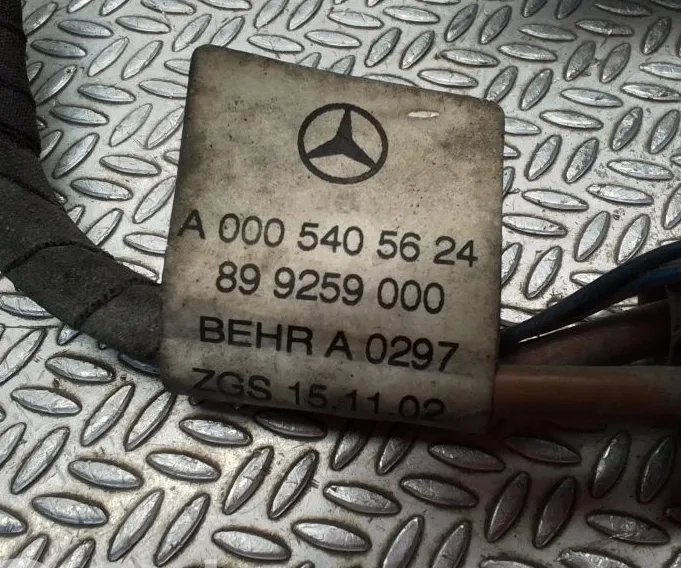 A 000 540 56 24
89 9259 000
BEHR A 0297
ZGS 15.11.02